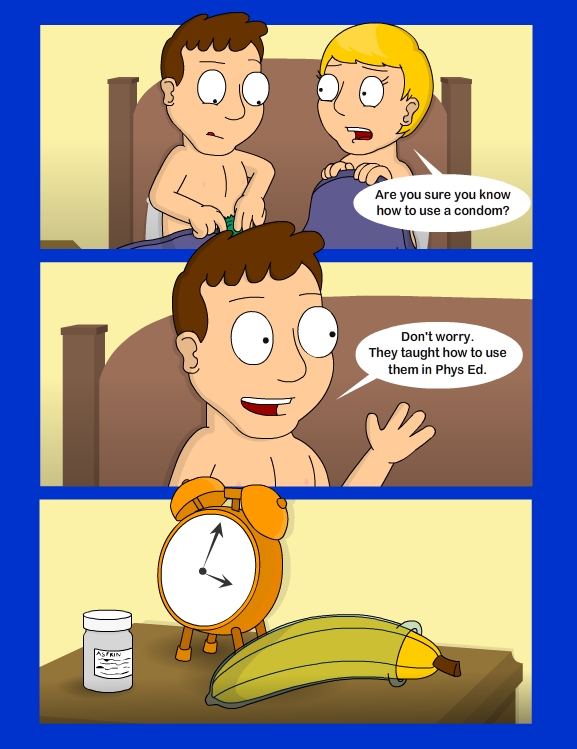 Are you sure you know
how to use a condom?
Don't worry.
They taught how to use
them in Phys Ed.
ASPRIN